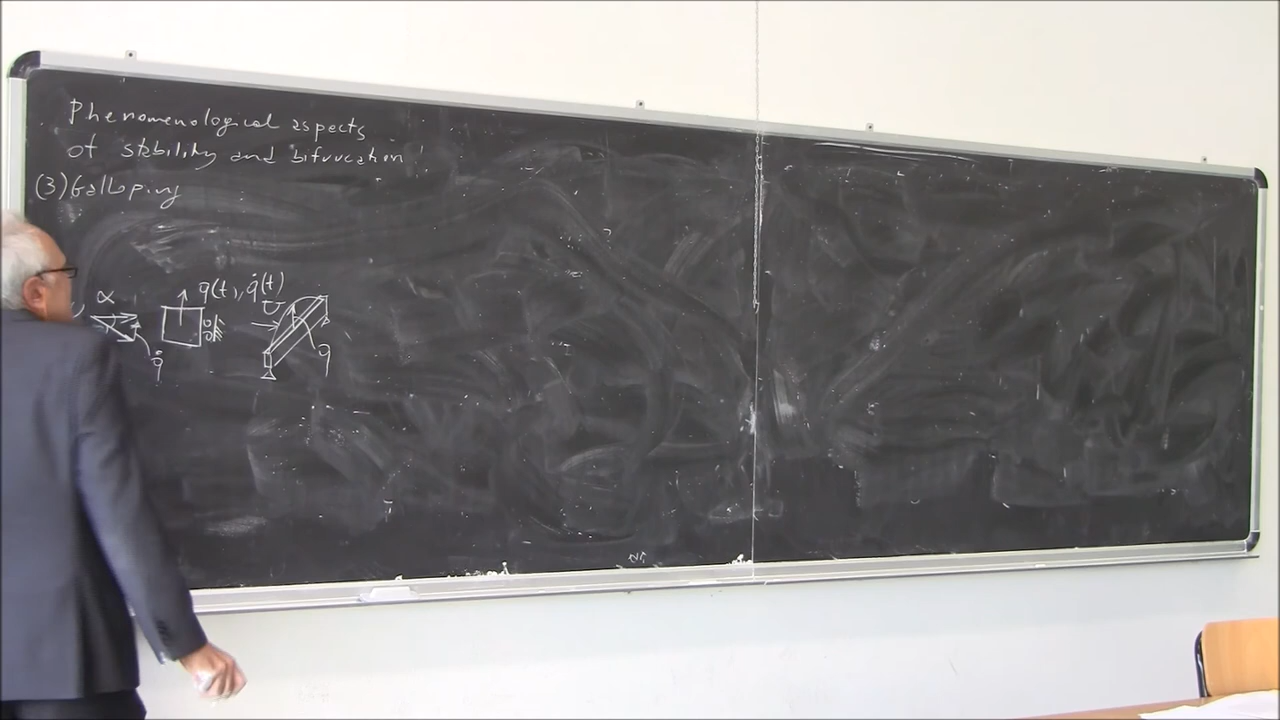 Phenomenological aspects
of stability and bifurcation
(3) Galloping
α q(t), q̇(t)
U
q̇ q